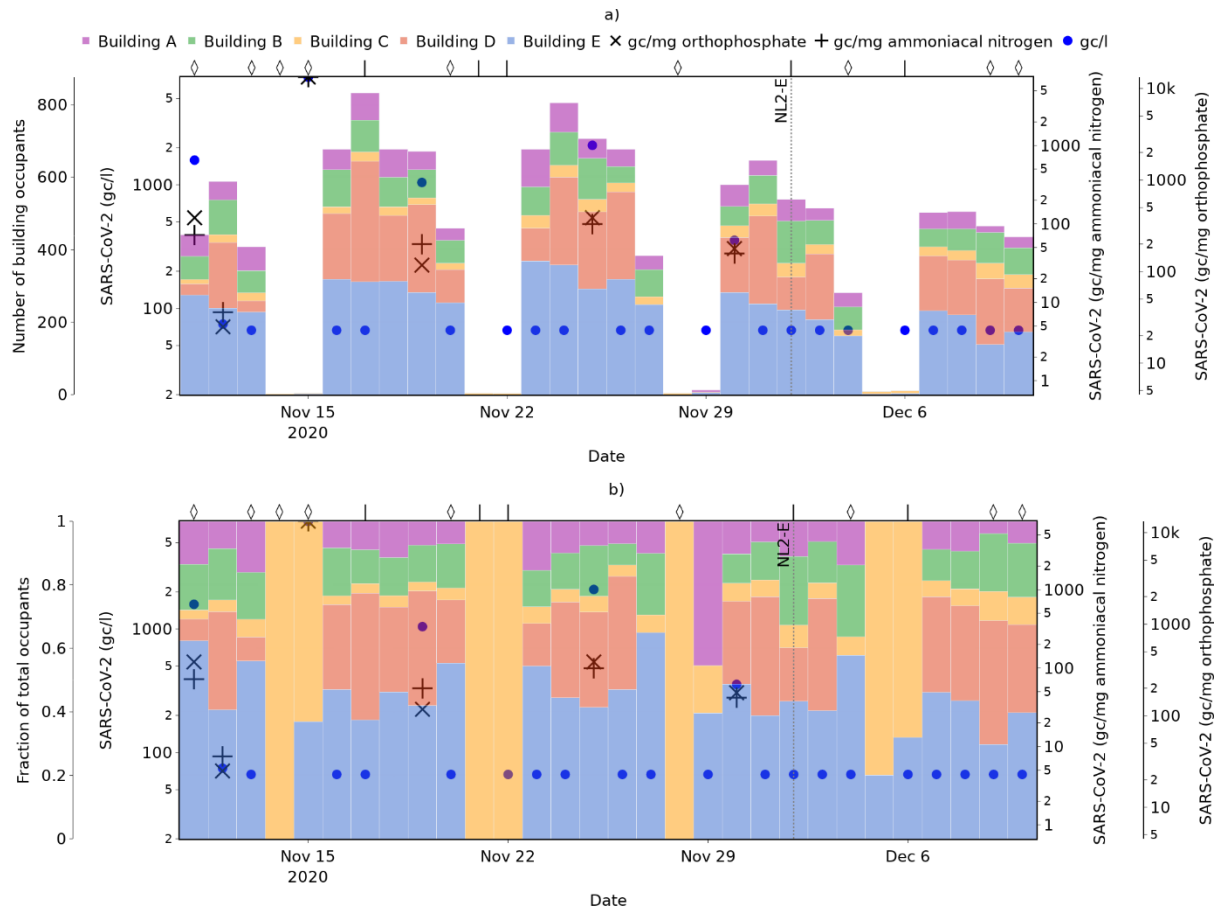 a)
Building A Building B Building C Building D Building E gc/mg orthophosphate gc/mg ammoniacal nitrogen gc/l
Number of building occupants
800
600
400
200
0
SARS-CoV-2 (gc/l)
5
2
1000
5
2
100
5
2
NL2-E
SARS-CoV-2 (gc/mg ammoniacal nitrogen)
5
2
1000
5
2
100
5
2
10
5
2
1
SARS-CoV-2 (gc/mg orthophosphate)
10k
5
2
1000
5
2
100
5
2
10
5
Nov 15
2020
Nov 22
Nov 29
Dec 6
Date
b)
Fraction of total occupants
1
0.8
0.6
0.4
0.2
0
SARS-CoV-2 (gc/l)
5
2
1000
5
2
100
5
2
NL2-E
SARS-CoV-2 (gc/mg ammoniacal nitrogen)
5
2
1000
5
2
100
5
2
10
5
2
1
SARS-CoV-2 (gc/mg orthophosphate)
10k
5
2
1000
5
2
100
5
2
10
5
Nov 15
2020
Nov 22
Nov 29
Dec 6
Date